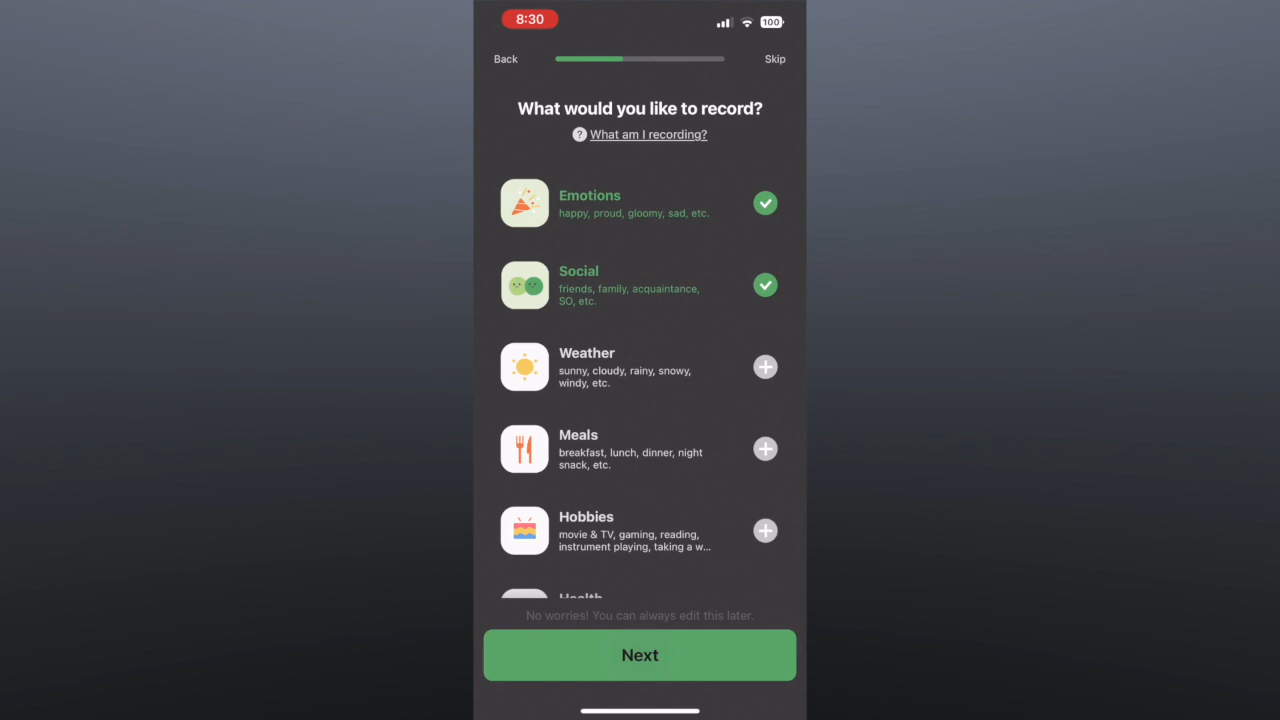 8:30
100
Back
Skip
What would you like to record?
? What am I recording?
Emotions
happy, proud, gloomy, sad, etc.
Social
friends, family, acquaintance,
SO, etc.
Weather
sunny, cloudy, rainy, snowy,
windy, etc.
Meals
breakfast, lunch, dinner, night
snack, etc.
Hobbies
movie & TV, gaming, reading,
instrument playing, taking a w...
Health
No worries! You can always edit this later.
Next